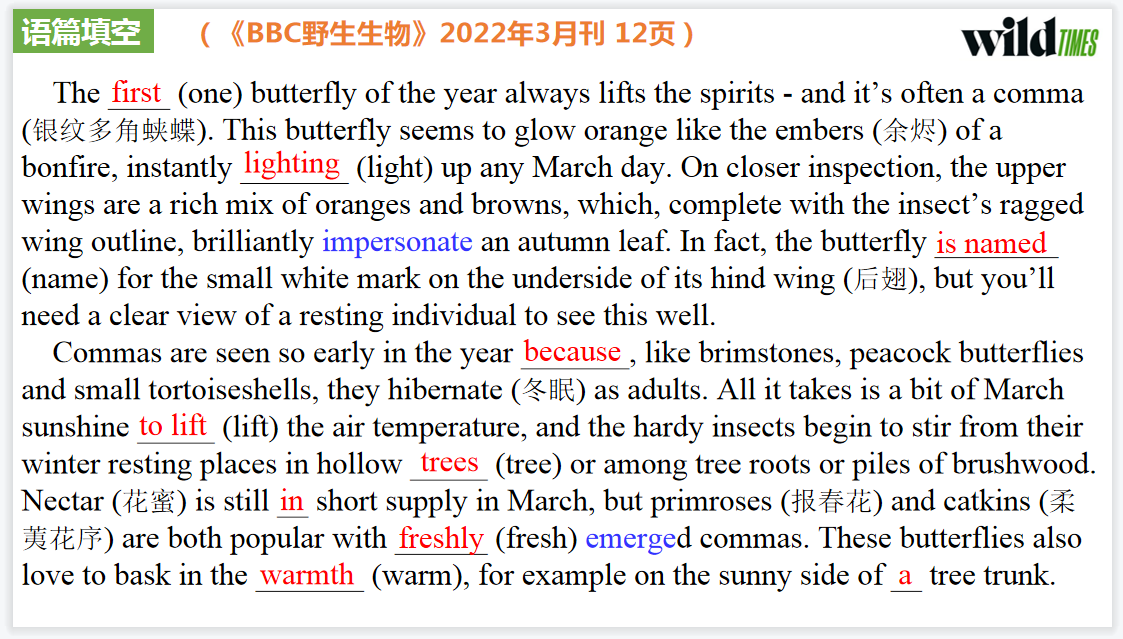 语篇填空 (《BBC野生生物》2022年3月刊 12页) wild TIMES
The first (one) butterfly of the year always lifts the spirits - and it’s often a comma
(银纹多角蛱蝶). This butterfly seems to glow orange like the embers (余烬) of a
bonfire, instantly lighting (light) up any March day. On closer inspection, the upper
wings are a rich mix of oranges and browns, which, complete with the insect’s ragged
wing outline, brilliantly impersonate an autumn leaf. In fact, the butterfly is named
(name) for the small white mark on the underside of its hind wing (后翅), but you’ll
need a clear view of a resting individual to see this well.
Commas are seen so early in the year because, like brimstones, peacock butterflies
and small tortoiseshells, they hibernate (冬眠) as adults. All it takes is a bit of March
sunshine to lift (lift) the air temperature, and the hardy insects begin to stir from their
winter resting places in hollow trees (tree) or among tree roots or piles of brushwood.
Nectar (花蜜) is still in short supply in March, but primroses (报春花) and catkins (柔
荑花序) are both popular with freshly (fresh) emerged commas. These butterflies also
love to bask in the warmth (warm), for example on the sunny side of a tree trunk.